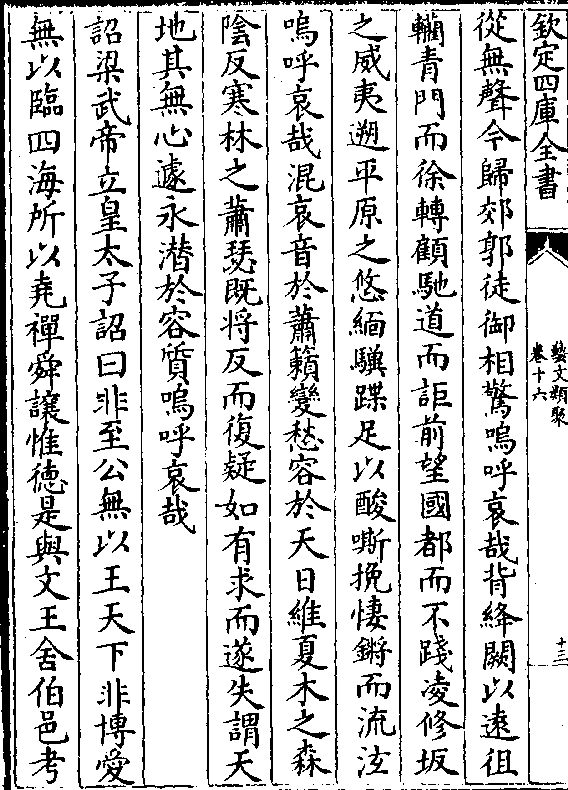 欽定四庫全書
藝文類聚
卷十六
十三
從無聲今歸郊郭徒御相驚嗚呼哀哉背絳闕以遠徂
轥青門而徐轉顧馳道而詎前望國都而不踐凌修坂
之威夷遡平原之悠緬驥蹀足以酸嘶挽悽鏘而流泫
嗚呼哀哉混哀音於蕭籟變愁容於天日維夏木之森
陰反寒林之蕭瑟既将反而復疑如有求而遂失謂天
地其無心遽永潛於容質嗚呼哀哉
詔梁武帝立皇太子詔曰非至公無以王天下非博愛
無以臨四海所以堯禪舜讓惟德是與文王舍伯邑考